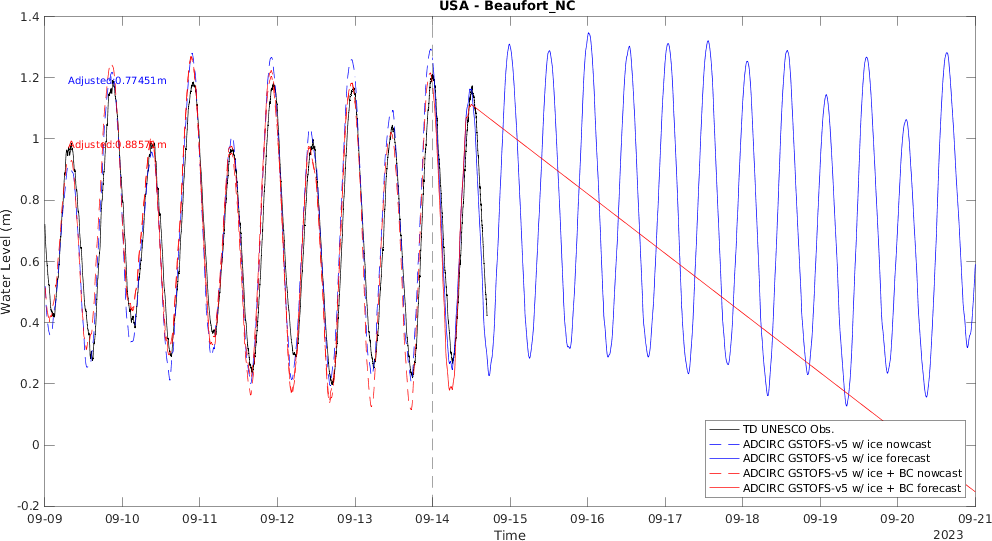 USA - Beaufort_NC
1.4
1.2
1
0.8
0.6
0.4
0.2
0
-0.2
Water Level (m)
Adjusted:0.77451m
TD UNESCO Obs.
ADCIRC GSTOFS-v5 w/ ice nowcast
ADCIRC GSTOFS-v5 w/ ice forecast
ADCIRC GSTOFS-v5 w/ ice + BC nowcast
ADCIRC GSTOFS-v5 w/ ice + BC forecast
09-09 09-10 09-11 09-12 09-13 09-14 09-15 09-16 09-17 09-18 09-19 09-20 09-21
Time
2023